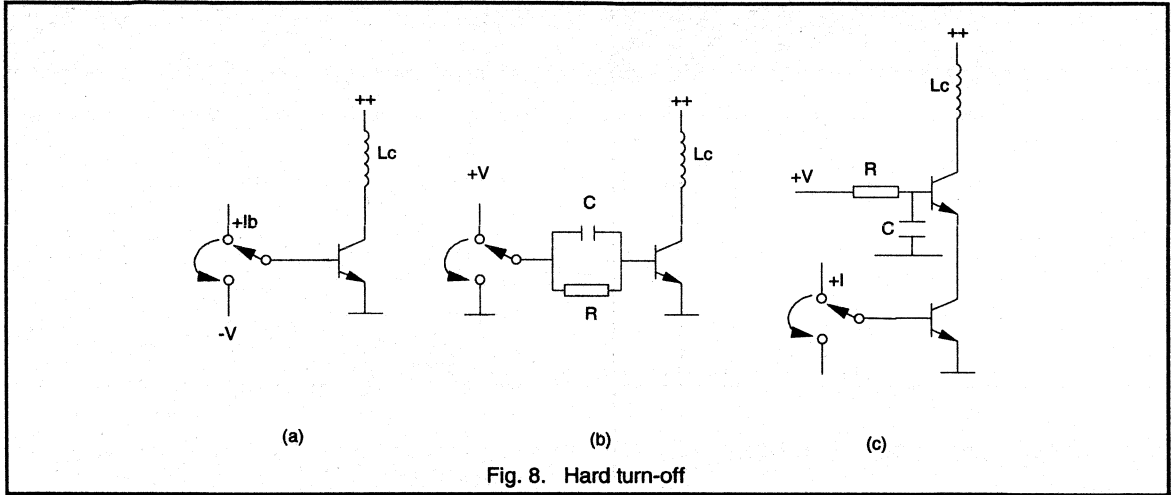 ++
Lc
+Ib
-V
(a)
++
Lc
+V
C
R
(b)
++
Lc
R
+V
C
+I
(c)
Fig. 8. Hard turn-off